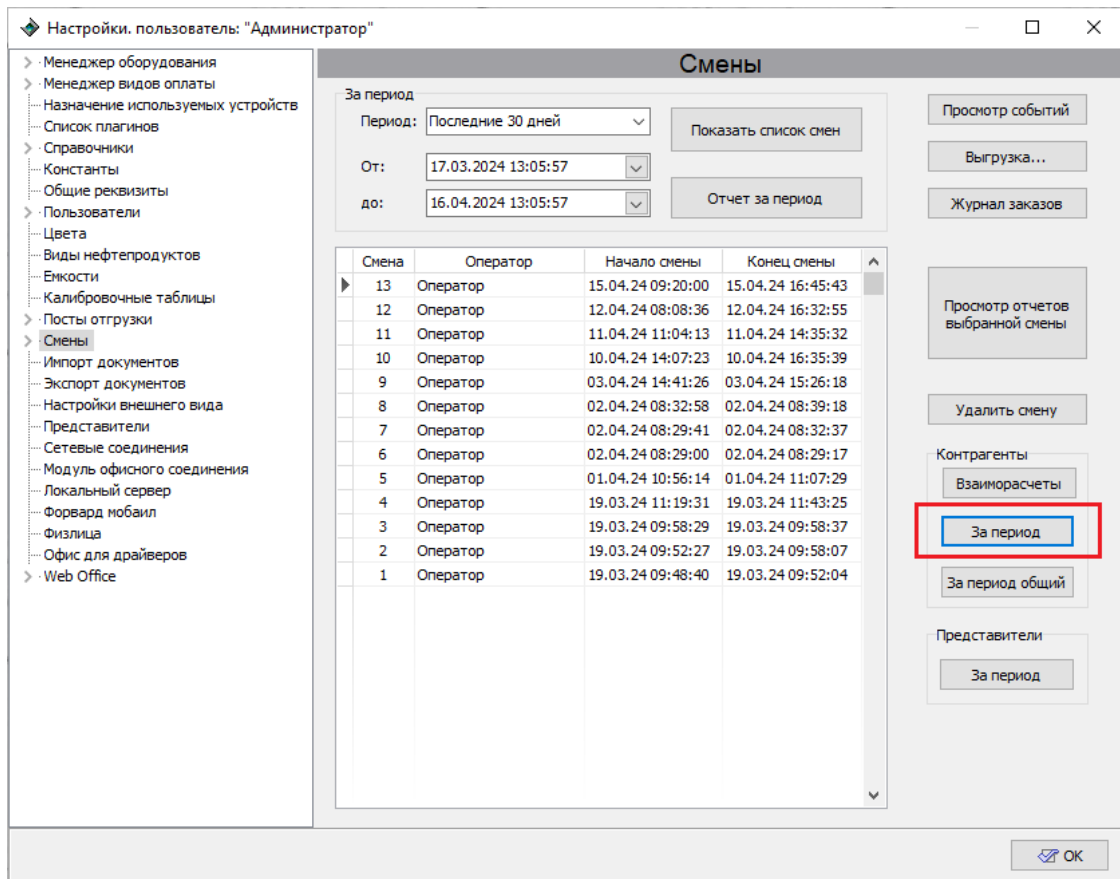 Настройки. пользователь: "Администратор"
Менеджер оборудования
Менеджер видов оплаты
Назначение используемых устройств
Список плагинов
Справочники
Константы
Общие реквизиты
Пользователи
Цвета
Виды нефтепродуктов
Емкости
Калибровочные таблицы
Посты отгрузки
Смены
Импорт документов
Экспорт документов
Настройки внешнего вида
Представители
Сетевые соединения
Модуль офисного соединения
Локальный сервер
Форвард мобаил
Физлица
Офис для драйверов
Web Office
Смены
За период
Период: Последние 30 дней
От: 17.03.2024 13:05:57
до: 16.04.2024 13:05:57
Показать список смен
Отчет за период
Смена Оператор Начало смены Конец смены
13 Оператор 15.04.24 09:20:00 15.04.24 16:45:43
12 Оператор 12.04.24 08:08:36 12.04.24 16:32:55
11 Оператор 11.04.24 11:04:13 11.04.24 14:35:32
10 Оператор 10.04.24 14:07:23 10.04.24 16:35:39
9 Оператор 03.04.24 14:41:26 03.04.24 15:26:18
8 Оператор 02.04.24 08:32:58 02.04.24 08:39:18
7 Оператор 02.04.24 08:29:41 02.04.24 08:32:37
6 Оператор 02.04.24 08:29:00 02.04.24 08:29:17
5 Оператор 01.04.24 10:56:14 01.04.24 11:07:29
4 Оператор 19.03.24 11:19:31 19.03.24 11:43:25
3 Оператор 19.03.24 09:58:29 19.03.24 09:58:37
2 Оператор 19.03.24 09:52:27 19.03.24 09:58:07
1 Оператор 19.03.24 09:48:40 19.03.24 09:52:04
Просмотр событий
Выгрузка...
Журнал заказов
Просмотр отчетов
выбранной смены
Удалить смену
Контрагенты
Взаиморасчеты
За период
За период общий
Представители
За период
OK